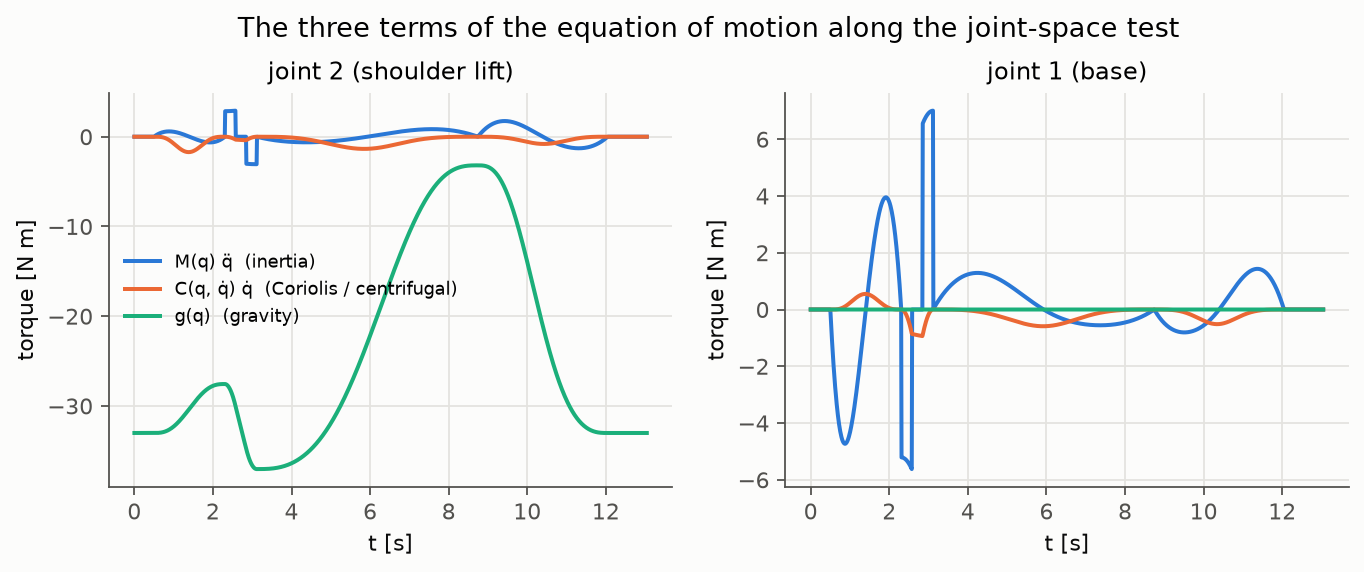 The three terms of the equation of motion along the joint-space test
joint 2 (shoulder lift)
torque [N m]
0
−10
−20
−30
M(q) q̈  (inertia)
C(q, q̇) q̇  (Coriolis / centrifugal)
g(q)  (gravity)
0 2 4 6 8 10 12
t [s]
joint 1 (base)
torque [N m]
6
4
2
0
−2
−4
−6
0 2 4 6 8 10 12
t [s]